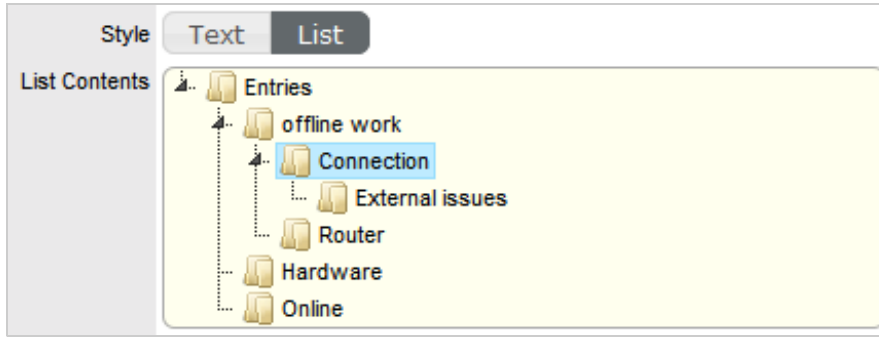 Style Text List
List Contents Entries
offline work
Connection
External issues
Router
Hardware
Online